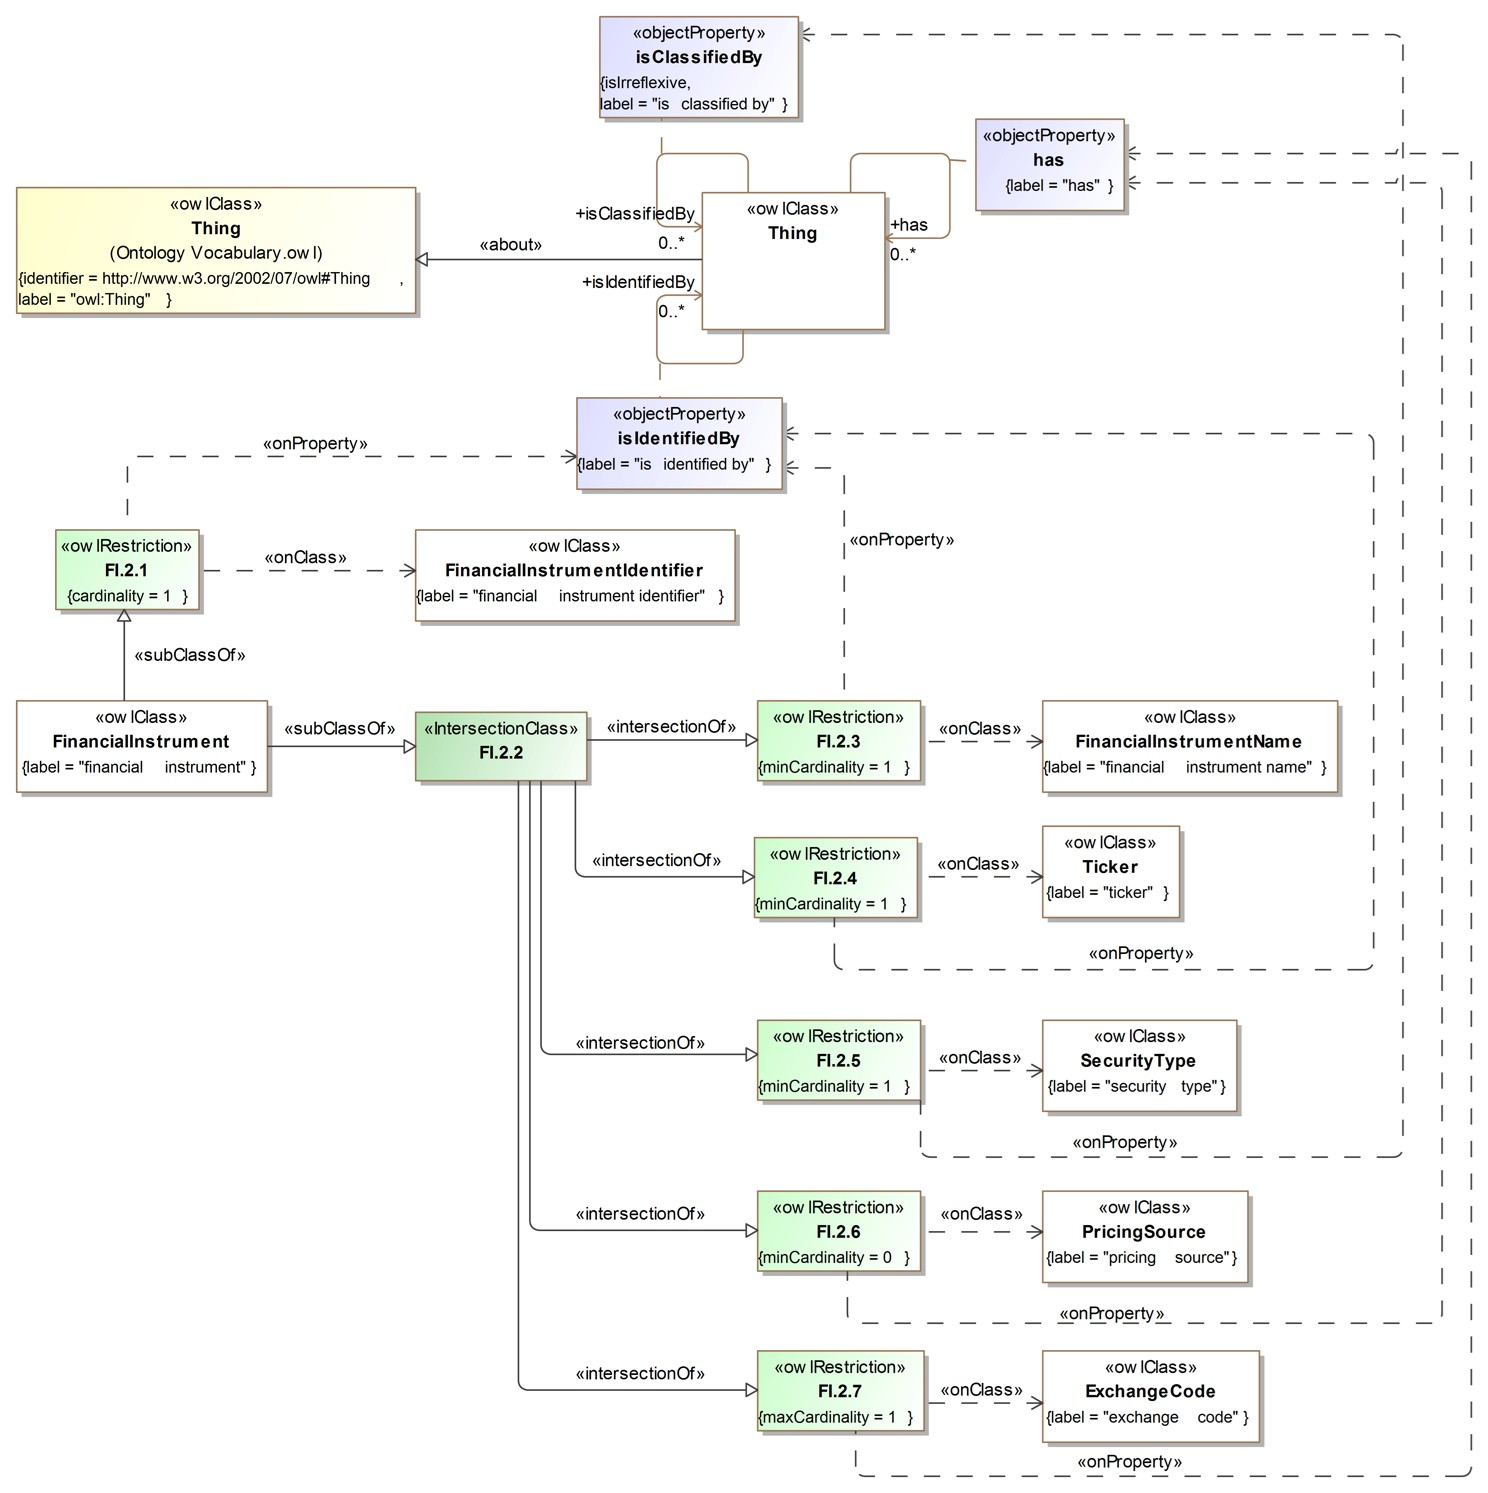 «objectProperty»
isClassifiedBy
{isIrreflexive,
label = "is classified by" }
«objectProperty»
has
{label = "has" }
«owlClass»
Thing
(Ontology Vocabulary.owl)
{identifier = http://www.w3.org/2002/07/owl#Thing ,
label = "owl:Thing" }
«about»
+isClassifiedBy
0..*
«owlClass»
Thing
+has
0..*
+isIdentifiedBy
0..*
«objectProperty»
isIdentifiedBy
{label = "is identified by" }
«onProperty»
«owlRestriction»
FI.2.1
{cardinality = 1 }
«onClass»
«owlClass»
FinancialInstrumentIdentifier
{label = "financial instrument identifier" }
«onProperty»
«subClassOf»
«owlClass»
FinancialInstrument
{label = "financial instrument" }
«subClassOf»
«IntersectionClass»
FI.2.2
«intersectionOf»
«owlRestriction»
FI.2.3
{minCardinality = 1 }
«onClass»
«owlClass»
FinancialInstrumentName
{label = "financial instrument name" }
«intersectionOf»
«owlRestriction»
FI.2.4
{minCardinality = 1 }
«onClass»
«owlClass»
Ticker
{label = "ticker" }
«onProperty»
«intersectionOf»
«owlRestriction»
FI.2.5
{minCardinality = 1 }
«onClass»
«owlClass»
SecurityType
{label = "security type" }
«onProperty»
«intersectionOf»
«owlRestriction»
FI.2.6
{minCardinality = 0 }
«onClass»
«owlClass»
PricingSource
{label = "pricing source" }
«onProperty»
«intersectionOf»
«owlRestriction»
FI.2.7
{maxCardinality = 1 }
«onClass»
«owlClass»
ExchangeCode
{label = "exchange code" }
«onProperty»